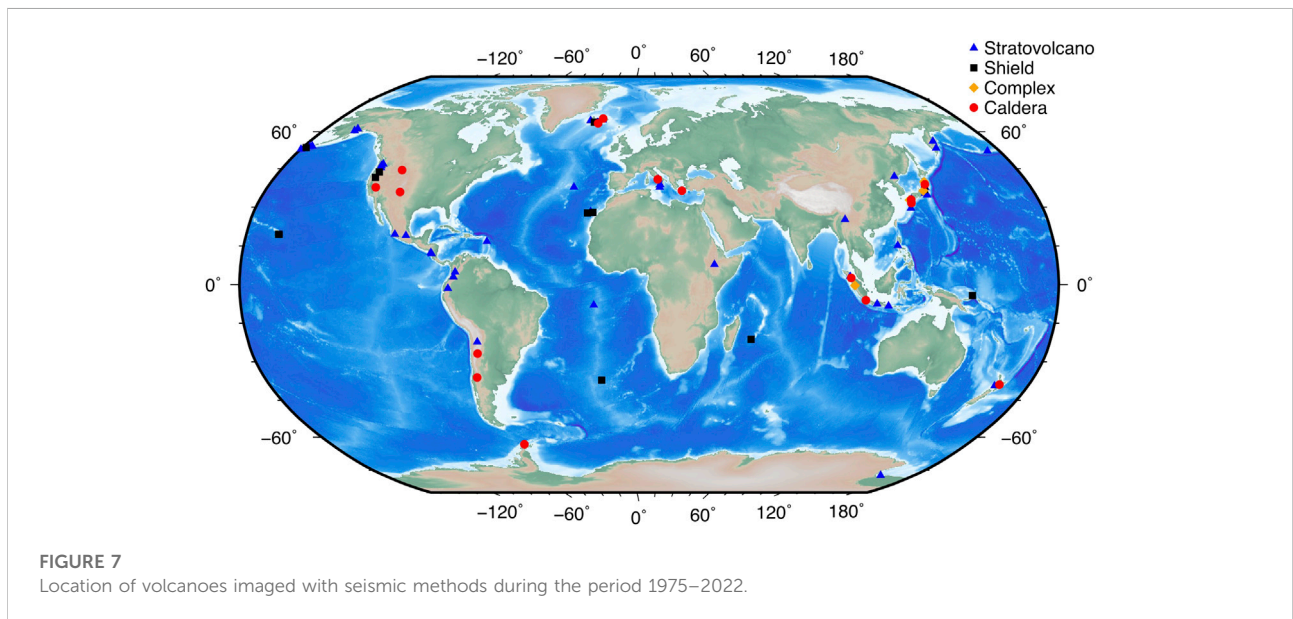 −120° −60° 0° 60° 120° 180°
Stratovolcano
Shield
Complex
Caldera
60° 60°
0° 0°
−60° −60°
−120° −60° 0° 60° 120° 180°
FIGURE 7
Location of volcanoes imaged with seismic methods during the period 1975–2022.